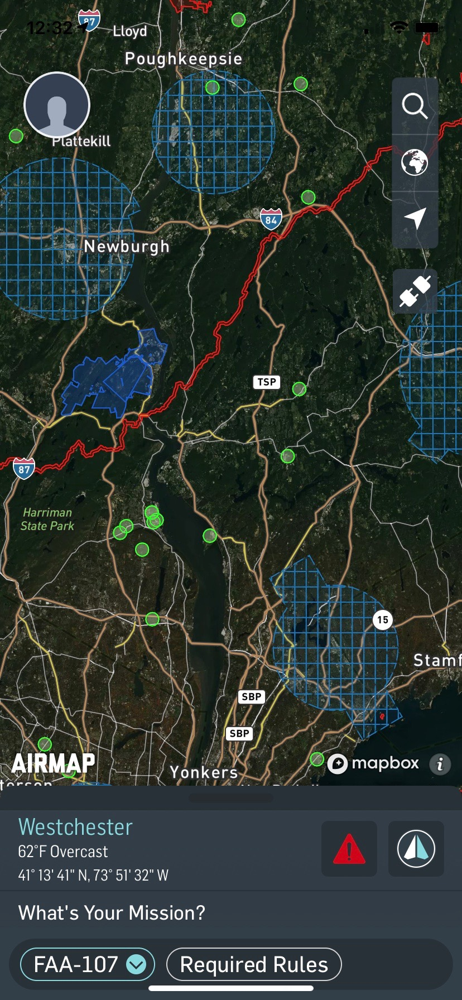 12:32
87
Lloyd
Poughkeepsie
Plattekill
84
Newburgh
TSP
87
Harriman
State Park
15
SBP
SBP
AIRMAP
Yonkers
mapbox
i
Westchester
62°F Overcast
41° 13' 41" N, 73° 51' 32" W
What's Your Mission?
FAA-107
Required Rules